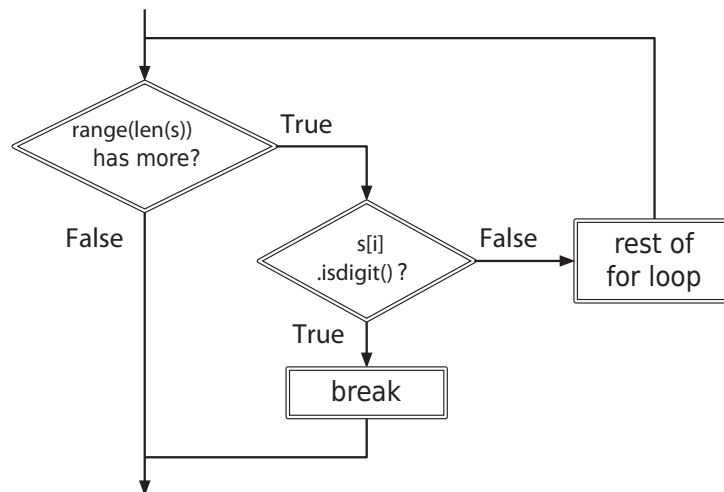 range(len(s))
has more?
True
False
s[i]
.isdigit() ?
False
rest of
for loop
True
break